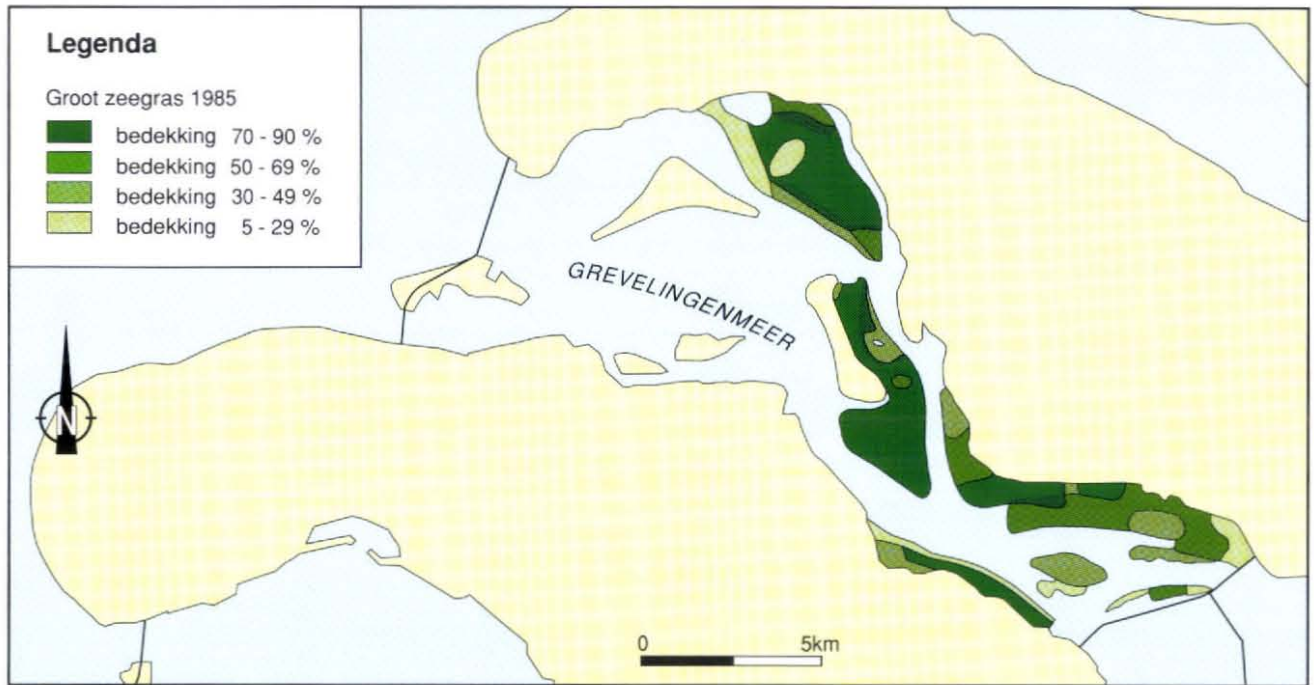 Legenda
Groot zeegras 1985
bedekking 70 - 90 %
bedekking 50 - 69 %
bedekking 30 - 49 %
bedekking 5 - 29 %
GREVELINGENMEER
N
0 5km